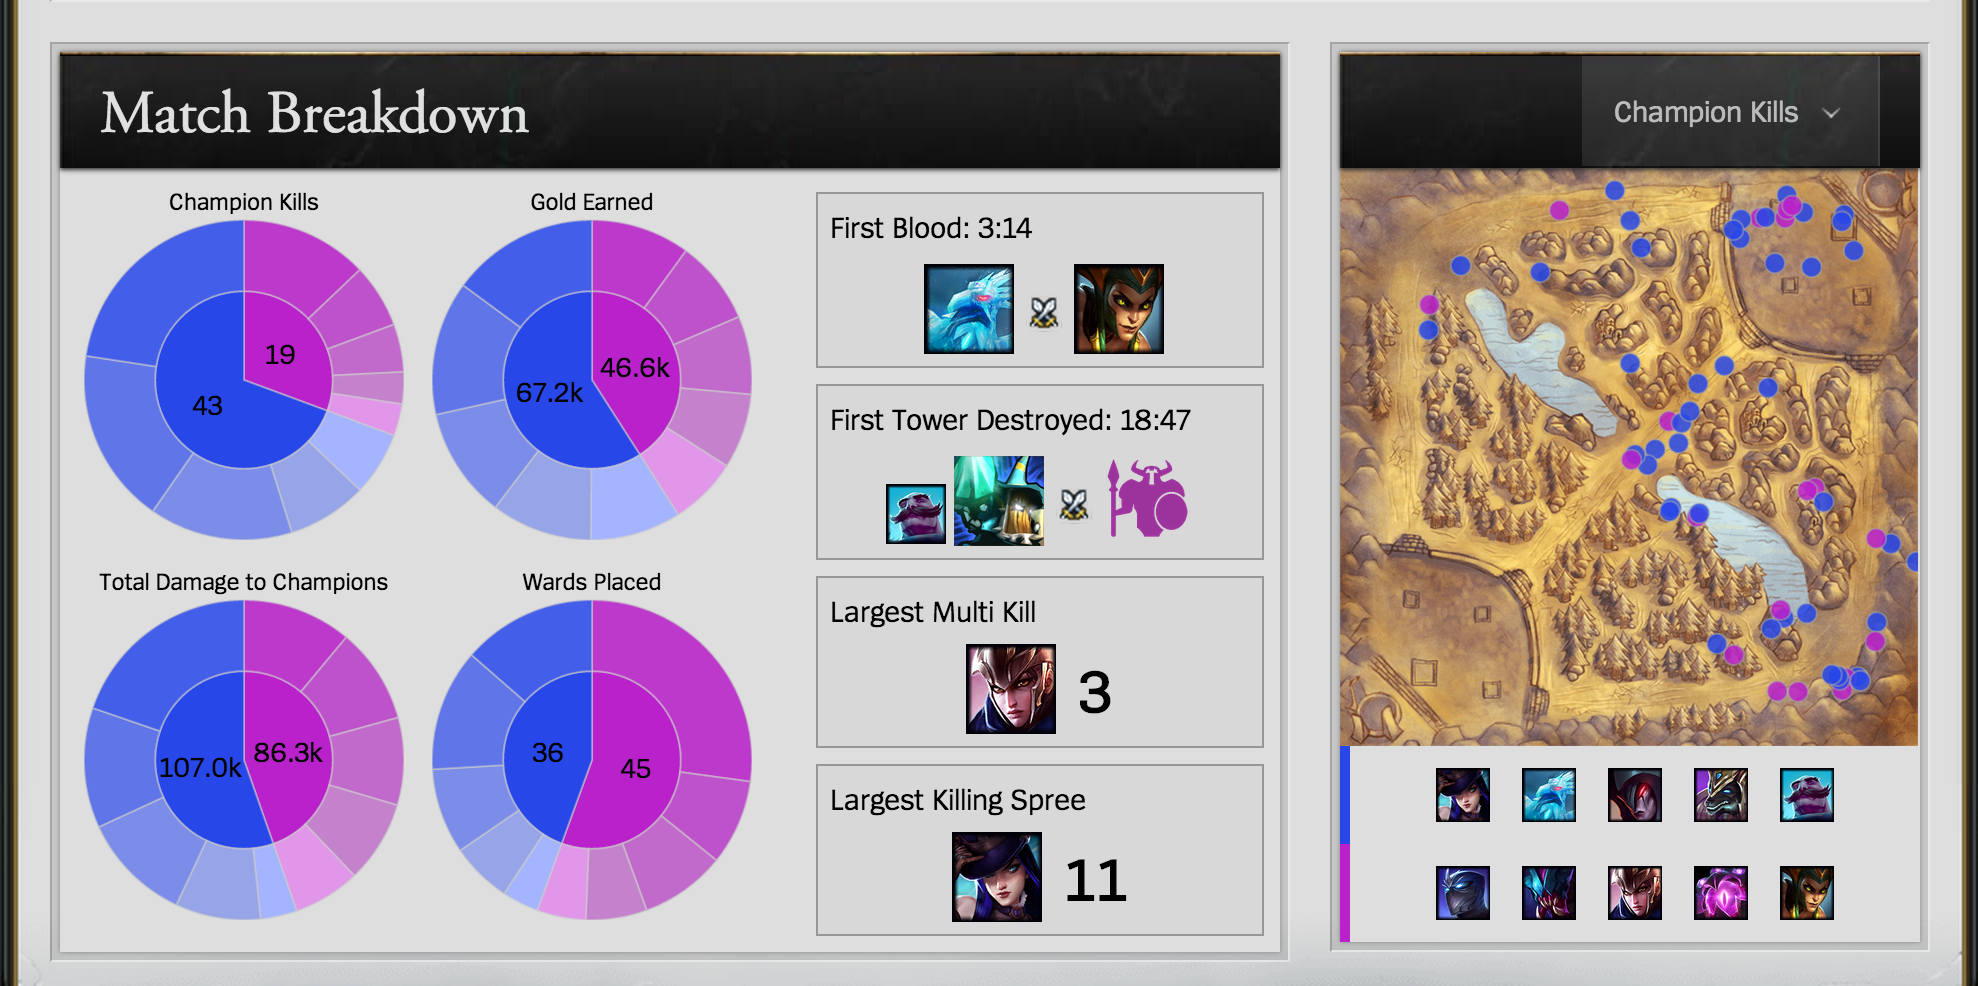 Match Breakdown
Champion Kills
19
43
Gold Earned
46.6k
67.2k
Total Damage to Champions
86.3k
107.0k
Wards Placed
36
45
First Blood: 3:14
First Tower Destroyed: 18:47
Largest Multi Kill
3
Largest Killing Spree
11
Champion Kills